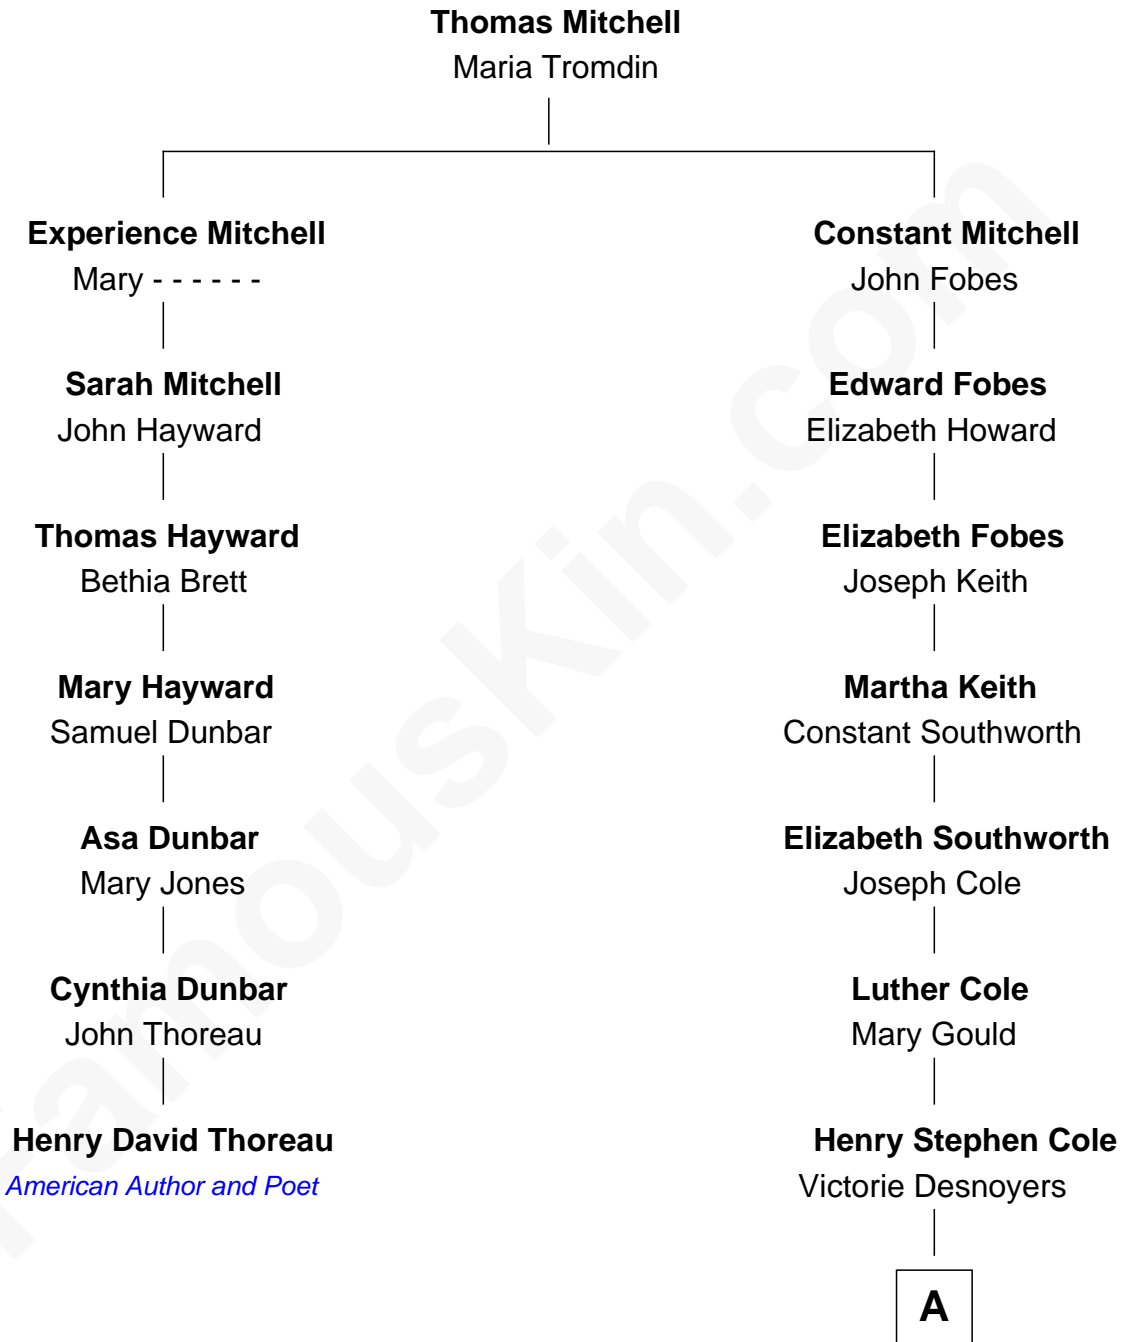 Thomas Mitchell
Maria Tromdin
Experience Mitchell
Mary - - - - - -
Sarah Mitchell
John Hayward
Thomas Hayward
Bethia Brett
Mary Hayward
Samuel Dunbar
Asa Dunbar
Mary Jones
Cynthia Dunbar
John Thoreau
Henry David Thoreau
American Author and Poet
Constant Mitchell
John Fobes
Edward Fobes
Elizabeth Howard
Elizabeth Fobes
Joseph Keith
Martha Keith
Constant Southworth
Elizabeth Southworth
Joseph Cole
Luther Cole
Mary Gould
Henry Stephen Cole
Victorie Desnoyers
A
FamousKin.com